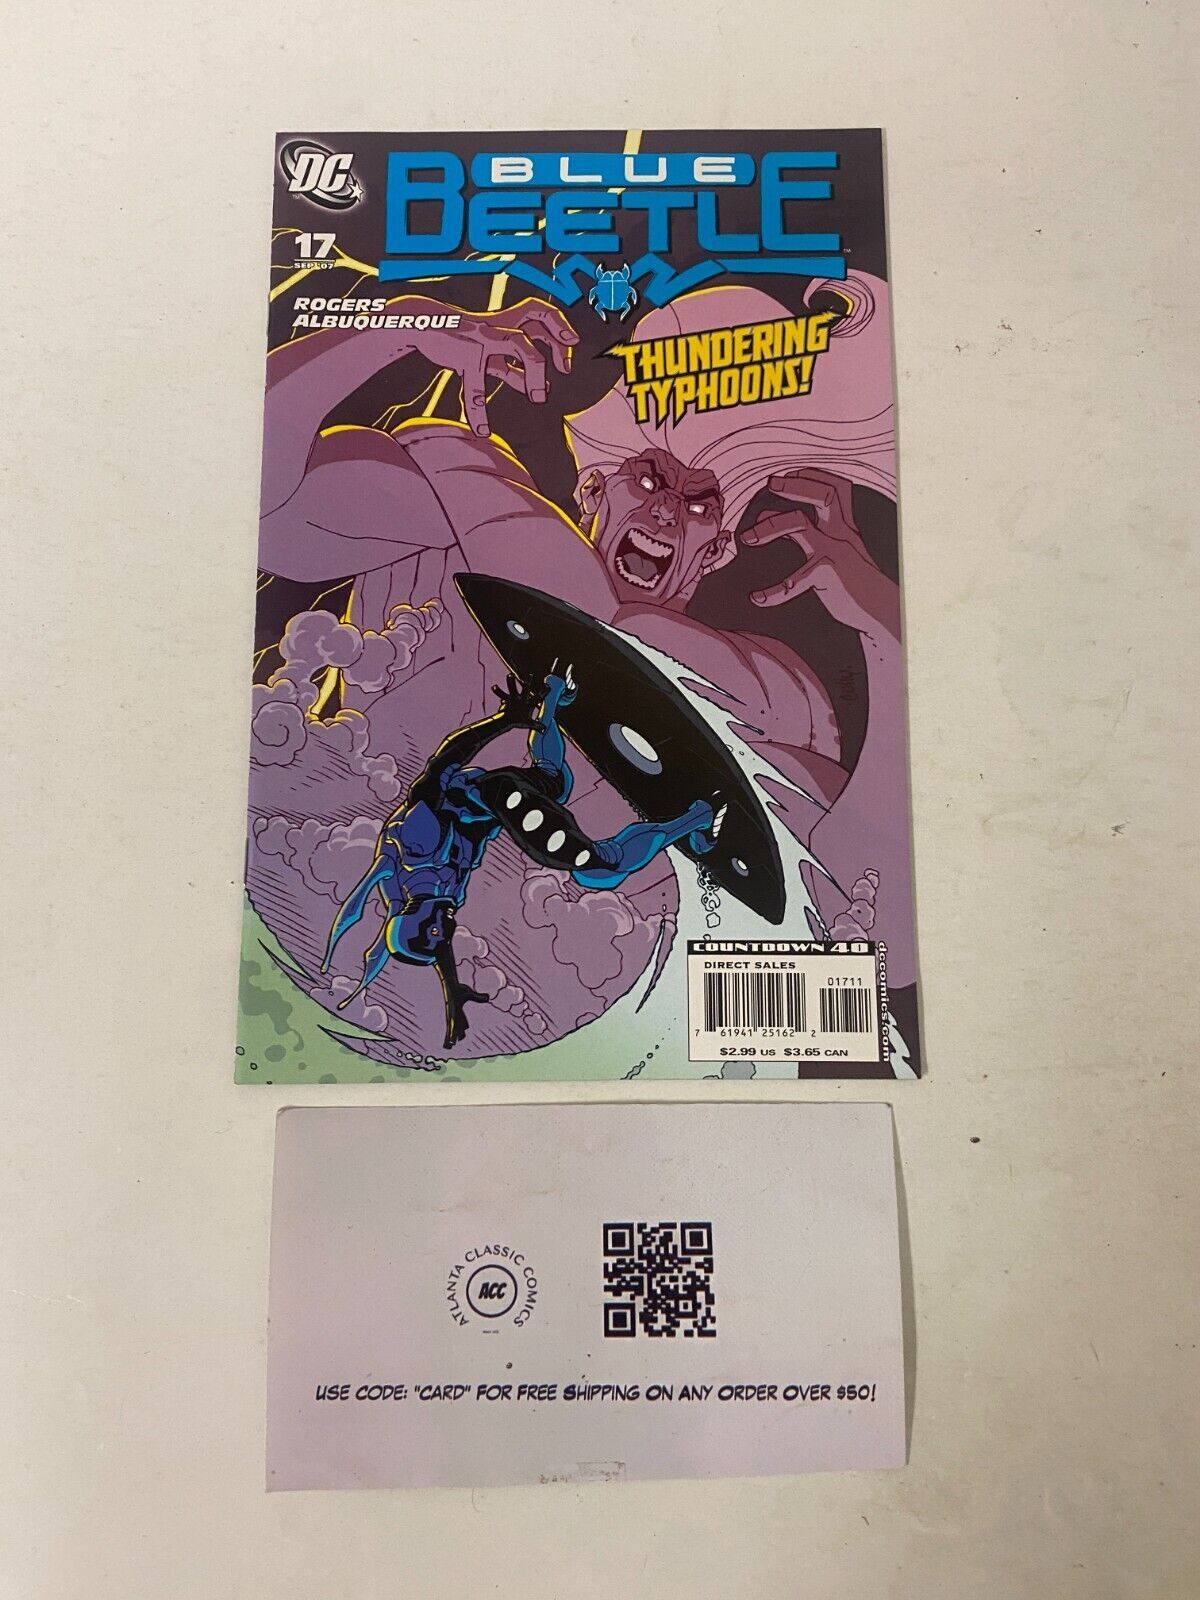 DC
BLUE
BEETLE
TM
17
SEP '07
ROGERS
ALBUQUERQUE
THUNDERING
TYPHOONS!
COUNTDOWN 40
DIRECT SALES
01711
7 61941 25162 2
$2.99 US $3.65 CAN
dccomics.com
ATLANTA CLASSIC COMICS
ACC
USE CODE: "CARD" FOR FREE SHIPPING ON ANY ORDER OVER $50!